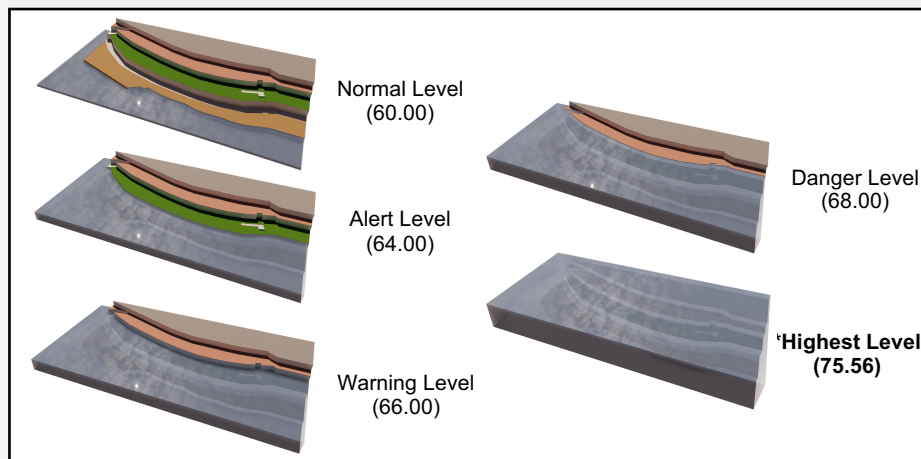 Normal Level
(60.00)
Alert Level
(64.00)
Warning Level
(66.00)
Danger Level
(68.00)
*Highest Level
(75.56)